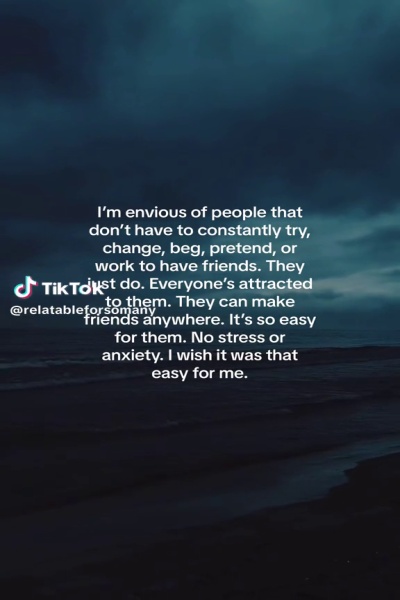 I'm envious of people that
don't have to constantly try,
change, beg, pretend, or
work to have friends. They
just do. Everyone's attracted
to them. They can make
friends anywhere. It's so easy
for them. No stress or
anxiety. I wish it was that
easy for me.
TikTok
@relatableforsomany